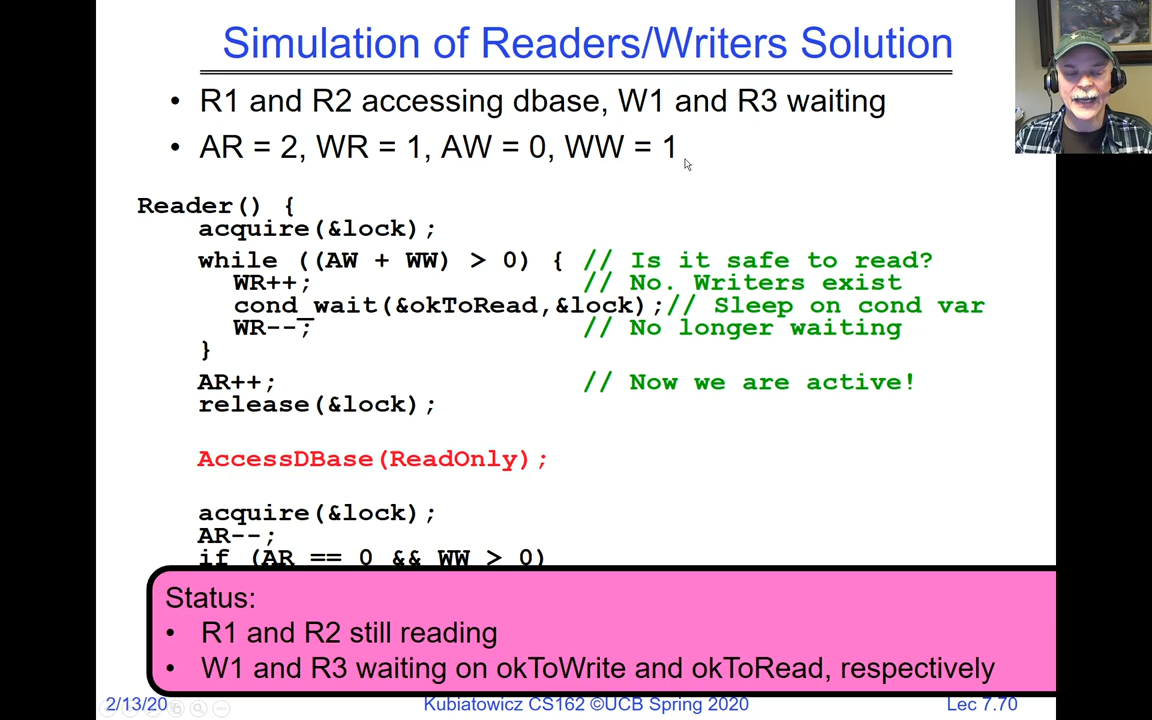 Simulation of Readers/Writers Solution
• R1 and R2 accessing dbase, W1 and R3 waiting
• AR = 2, WR = 1, AW = 0, WW = 1
Reader() {
acquire(&lock);
while ((AW + WW) > 0) { // Is it safe to read?
WR++; // No. Writers exist
cond_wait(&okToRead,&lock);// Sleep on cond var
WR--; // No longer waiting
}
AR++; // Now we are active!
release(&lock);
AccessDBase(ReadOnly);
acquire(&lock);
AR--;
if (AR == 0 && WW > 0)
Status:
• R1 and R2 still reading
• W1 and R3 waiting on okToWrite and okToRead, respectively
2/13/20 Kubiatowicz CS162 ©UCB Spring 2020 Lec 7.70